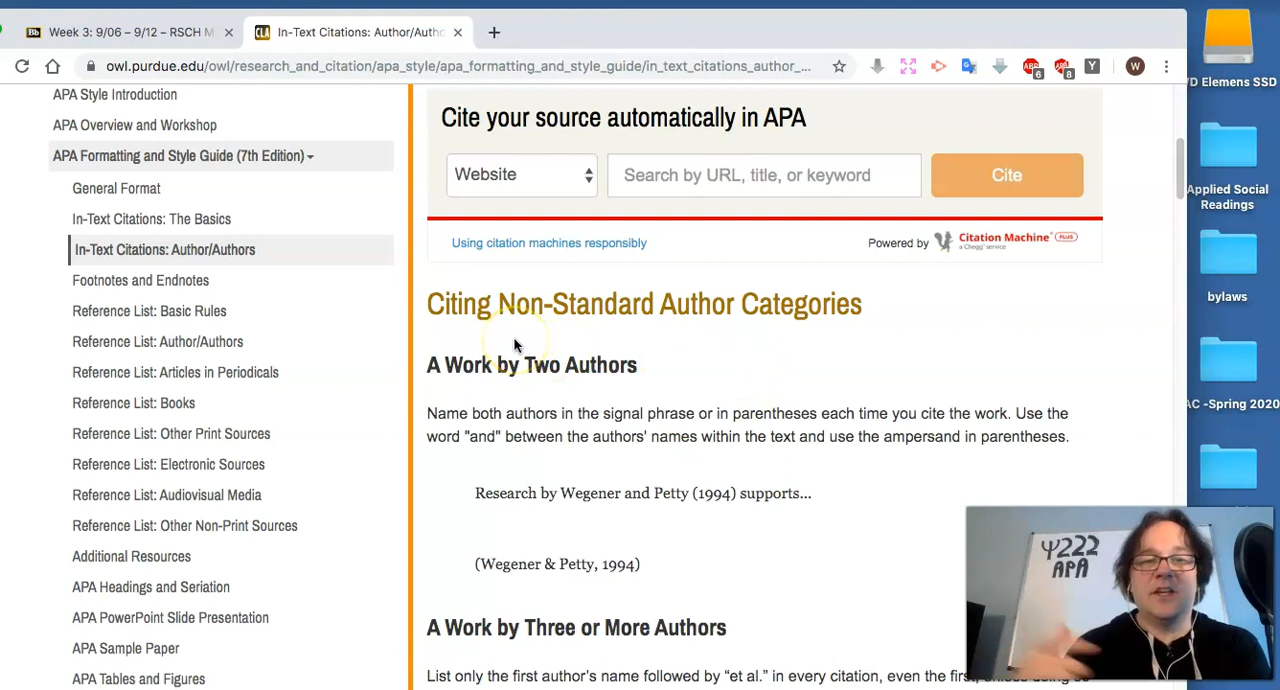 Week 3: 9/06 – 9/12 – RSCH M
In-Text Citations: Author/Autho
owl.purdue.edu/owl/research_and_citation/apa_style/apa_formatting_and_style_guide/in_text_citations_author_...
6
8
Y
W
APA Style Introduction
APA Overview and Workshop
APA Formatting and Style Guide (7th Edition)
General Format
In-Text Citations: The Basics
In-Text Citations: Author/Authors
Footnotes and Endnotes
Reference List: Basic Rules
Reference List: Author/Authors
Reference List: Articles in Periodicals
Reference List: Books
Reference List: Other Print Sources
Reference List: Electronic Sources
Reference List: Audiovisual Media
Reference List: Other Non-Print Sources
Additional Resources
APA Headings and Seriation
APA PowerPoint Slide Presentation
APA Sample Paper
APA Tables and Figures
Cite your source automatically in APA
Website
Search by URL, title, or keyword
Cite
Using citation machines responsibly
Powered by
Citation Machine PLUS
a Chegg service
Citing Non-Standard Author Categories
A Work by Two Authors
Name both authors in the signal phrase or in parentheses each time you cite the work. Use the
word "and" between the authors' names within the text and use the ampersand in parentheses.
Research by Wegener and Petty (1994) supports...
(Wegener & Petty, 1994)
A Work by Three or More Authors
List only the first author's name followed by “et al.” in every citation, even the first,
D Elemens SSD
Applied Social
Readings
bylaws
AC -Spring 2020
Ψ222
APA